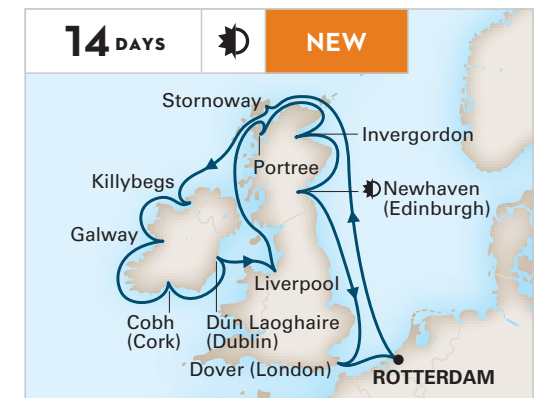 14 DAYS
NEW
Stornoway
Invergordon
Portree
Killybegs
Newhaven
(Edinburgh)
Galway
Liverpool
Cobh
(Cork)
Dún Laoghaire
(Dublin)
Dover (London)
ROTTERDAM